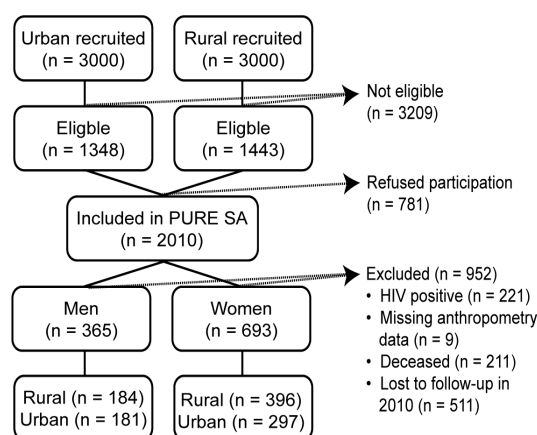 Urban recruited
(n = 3000)
Rural recruited
(n = 3000)
Not eligible
(n = 3209)
Eligble
(n = 1348)
Eligble
(n = 1443)
Refused participation
(n = 781)
Included in PURE SA
(n = 2010)
Excluded (n = 952)
• HIV positive (n = 221)
• Missing anthropometry
data (n = 9)
• Deceased (n = 211)
• Lost to follow-up in
2010 (n = 511)
Men
(n = 365)
Women
(n = 693)
Rural (n = 184)
Urban (n = 181)
Rural (n = 396)
Urban (n = 297)